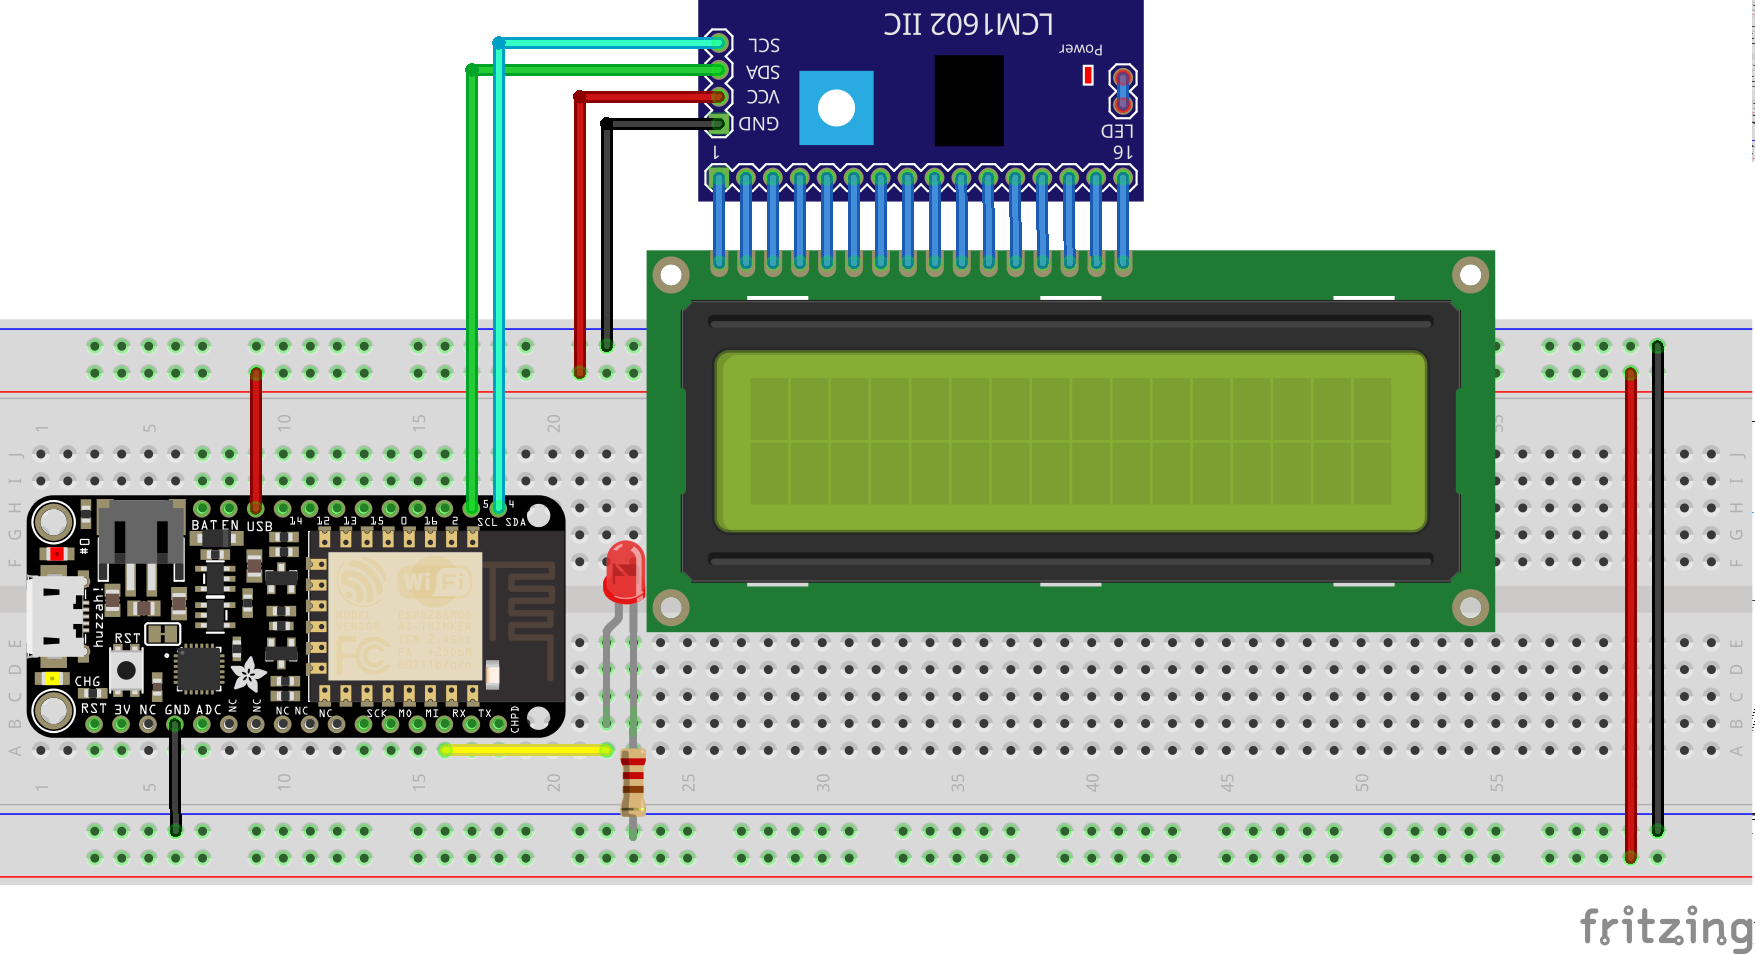 LCM1602 IIC
SCL
SDA
VCC
GND
Power
LED
1
16
1
5
10
15
20
55
J
I
H
G
F
E
D
C
B
A
J
I
H
G
F
E
D
C
B
A
BAT EN USB 14 12 13 15 0 16 2 5 4
SCL SDA
#0
huzzah!
WiFi
FC
RST
CHG
RST 3V NC GND ADC NC NC NC NC NC SCK MO MI RX TX CHPD
1
5
10
15
20
25
30
35
40
45
50
55
fritzing